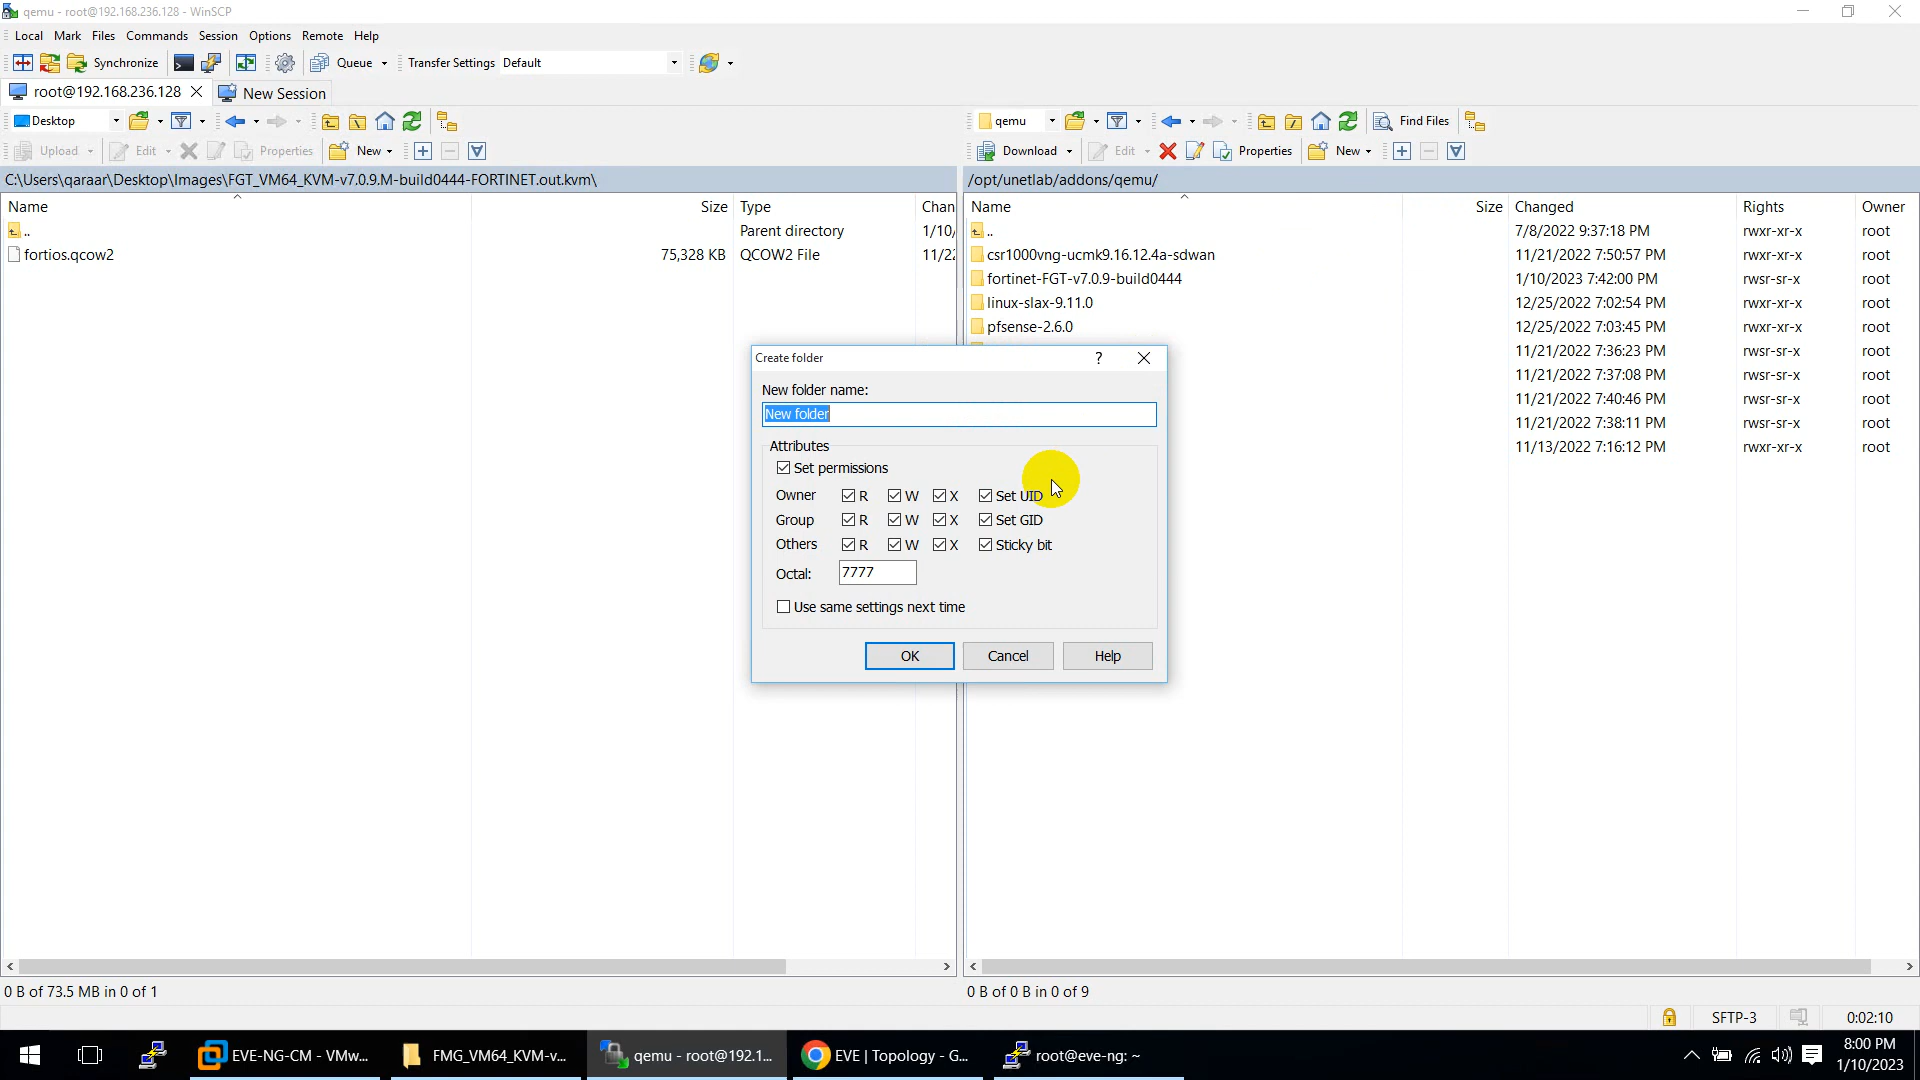 qemu - root@192.168.236.128 - WinSCP
Local Mark Files Commands Session Options Remote Help
Synchronize Queue Transfer Settings Default
root@192.168.236.128 New Session
Desktop qemu Find Files
Upload Edit Properties New Download Edit Properties New
C:\Users\qaraar\Desktop\Images\FGT_VM64_KVM-v7.0.9.M-build0444-FORTINET.out.kvm\ /opt/unetlab/addons/qemu/
Name Size Type Chan Name Size Changed Rights Owner
.. Parent directory 1/10/ .. 7/8/2022 9:37:18 PM rwxr-xr-x root
fortios.qcow2 75,328 KB QCOW2 File 11/22 csr1000vng-ucmk9.16.12.4a-sdwan 11/21/2022 7:50:57 PM rwxr-xr-x root
fortinet-FGT-v7.0.9-build0444 1/10/2023 7:42:00 PM rwsr-sr-x root
linux-slax-9.11.0 12/25/2022 7:02:54 PM rwxr-xr-x root
pfsense-2.6.0 12/25/2022 7:03:45 PM rwxr-xr-x root
11/21/2022 7:36:23 PM rwsr-sr-x root
11/21/2022 7:37:08 PM rwsr-sr-x root
11/21/2022 7:40:46 PM rwsr-sr-x root
11/21/2022 7:38:11 PM rwsr-sr-x root
11/13/2022 7:16:12 PM rwxr-xr-x root
Create folder ?
New folder name:
New folder
Attributes
Set permissions
Owner R W X Set UID
Group R W X Set GID
Others R W X Sticky bit
Octal: 7777
Use same settings next time
OK Cancel Help
0 B of 73.5 MB in 0 of 1 0 B of 0 B in 0 of 9
SFTP-3 0:02:10
EVE-NG-CM - VMw... FMG_VM64_KVM-v... qemu - root@192.1... EVE | Topology - G... root@eve-ng: ~ 8:00 PM
1/10/2023